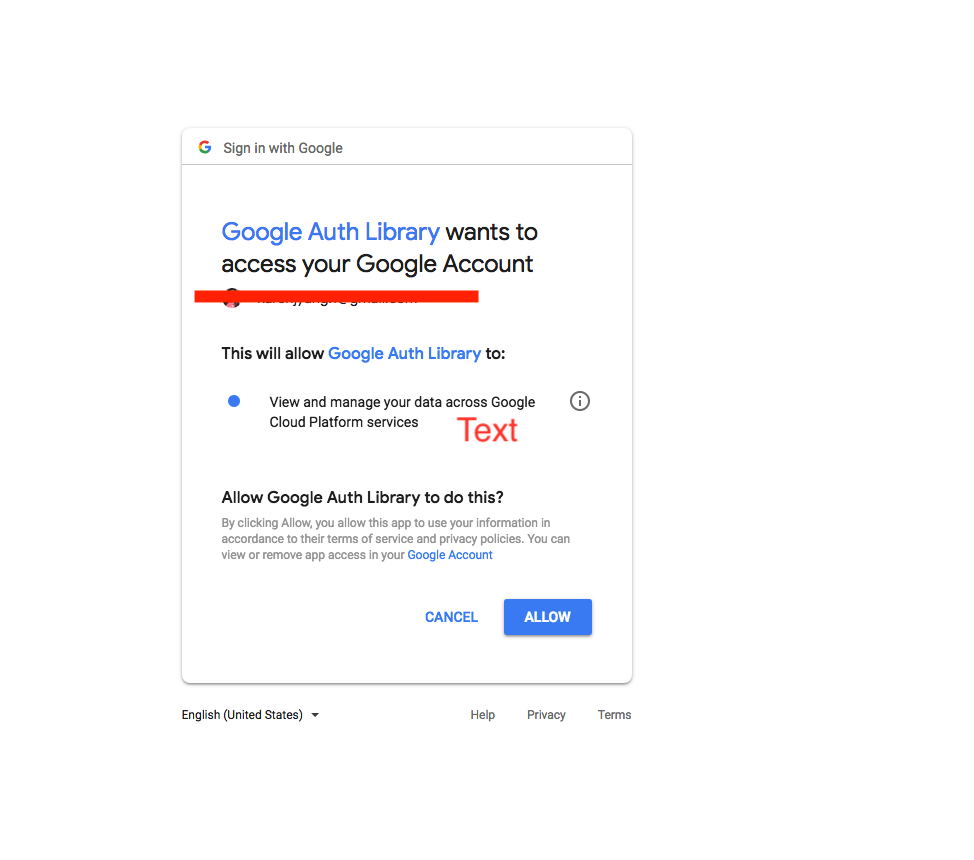 Sign in with Google
Google Auth Library wants to
access your Google Account
This will allow Google Auth Library to:
View and manage your data across Google
Cloud Platform services
Text
Allow Google Auth Library to do this?
By clicking Allow, you allow this app to use your information in
accordance to their terms of service and privacy policies. You can
view or remove app access in your Google Account
CANCEL ALLOW
English (United States) Help Privacy Terms